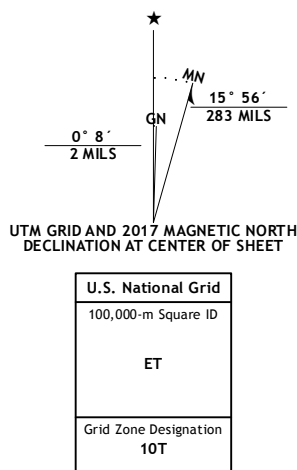 ★
MN
GN
15° 56´
283 MILS
0° 8´
2 MILS
UTM GRID AND 2017 MAGNETIC NORTH
DECLINATION AT CENTER OF SHEET
U.S. National Grid
100,000-m Square ID
ET
Grid Zone Designation
10T